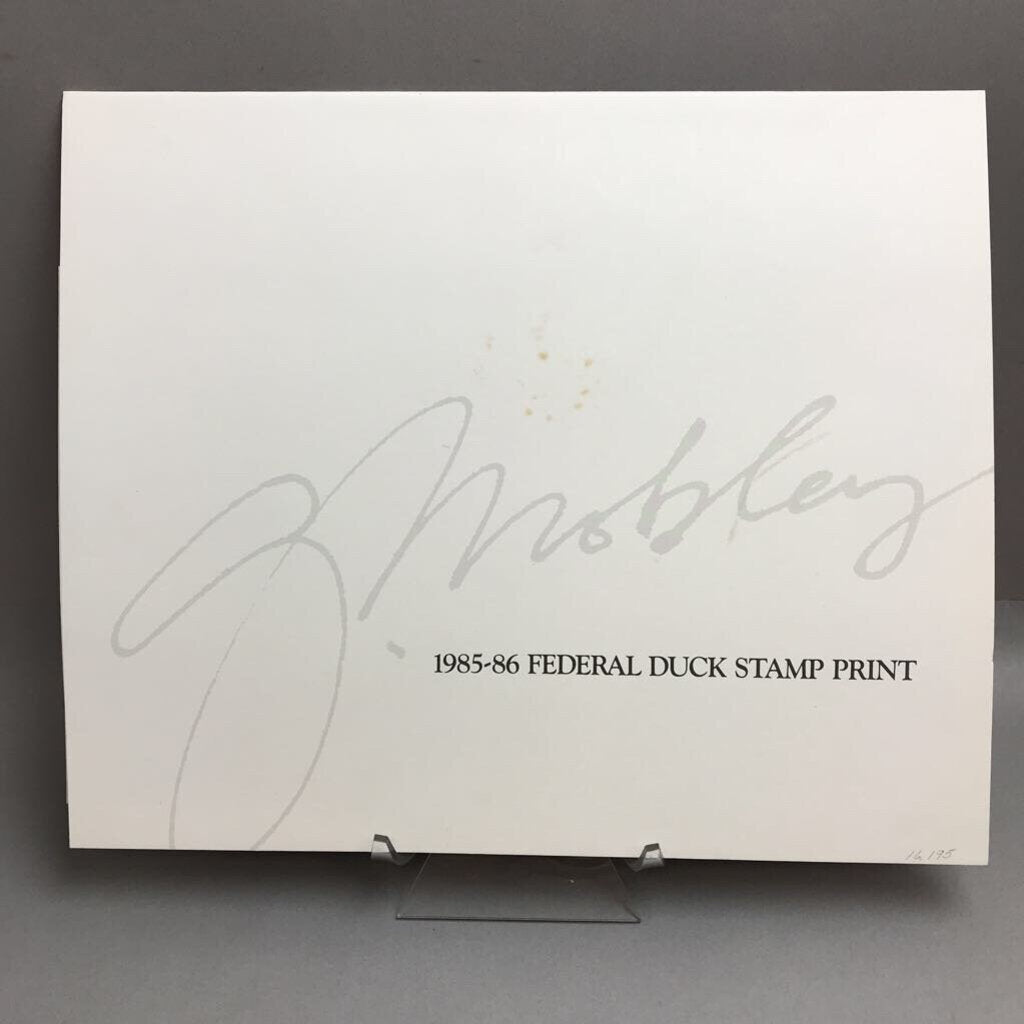 J. Mobley
1985-86 FEDERAL DUCK STAMP PRINT
16,195